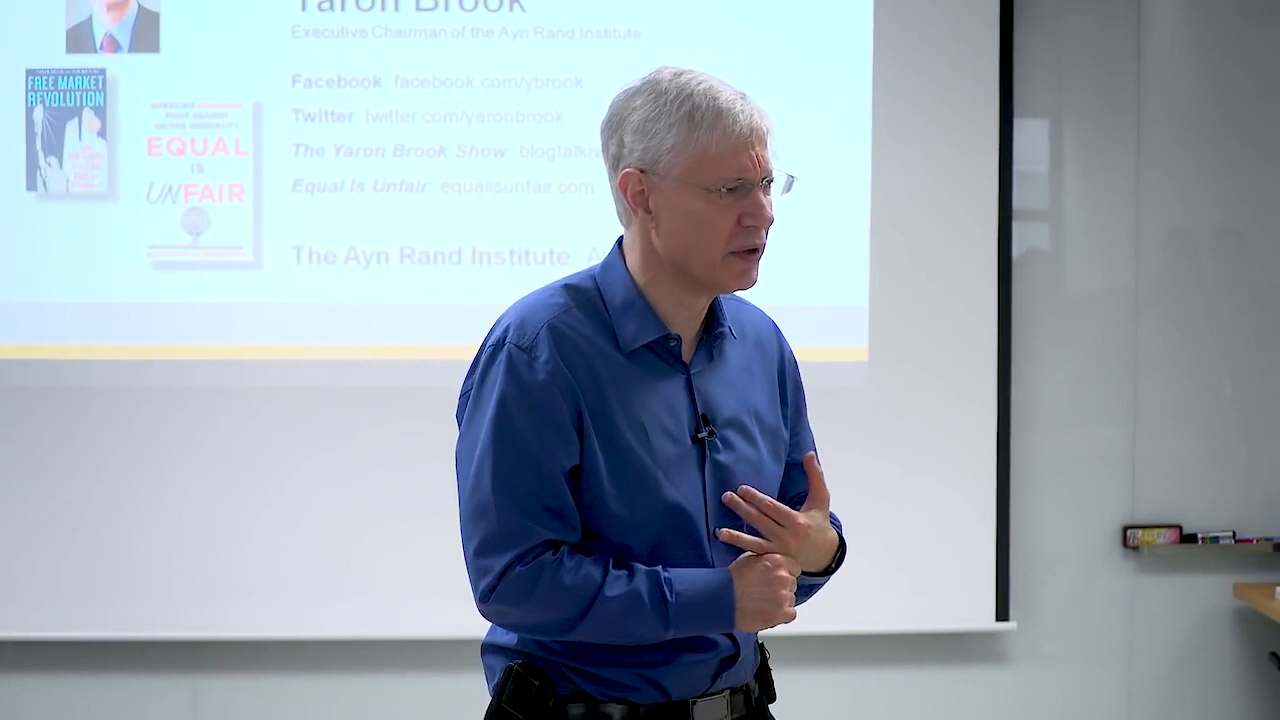 Yaron Brook
Executive Chairman of the Ayn Rand Institute
FREE MARKET
REVOLUTION
Facebook: facebook.com/ybrook
Twitter: twitter.com/yaronbrook
The Yaron Brook Show: blogtalkr
Equal Is Unfair: equalisunfair.com
EQUAL
IS
UNFAIR
The Ayn Rand Institute: A